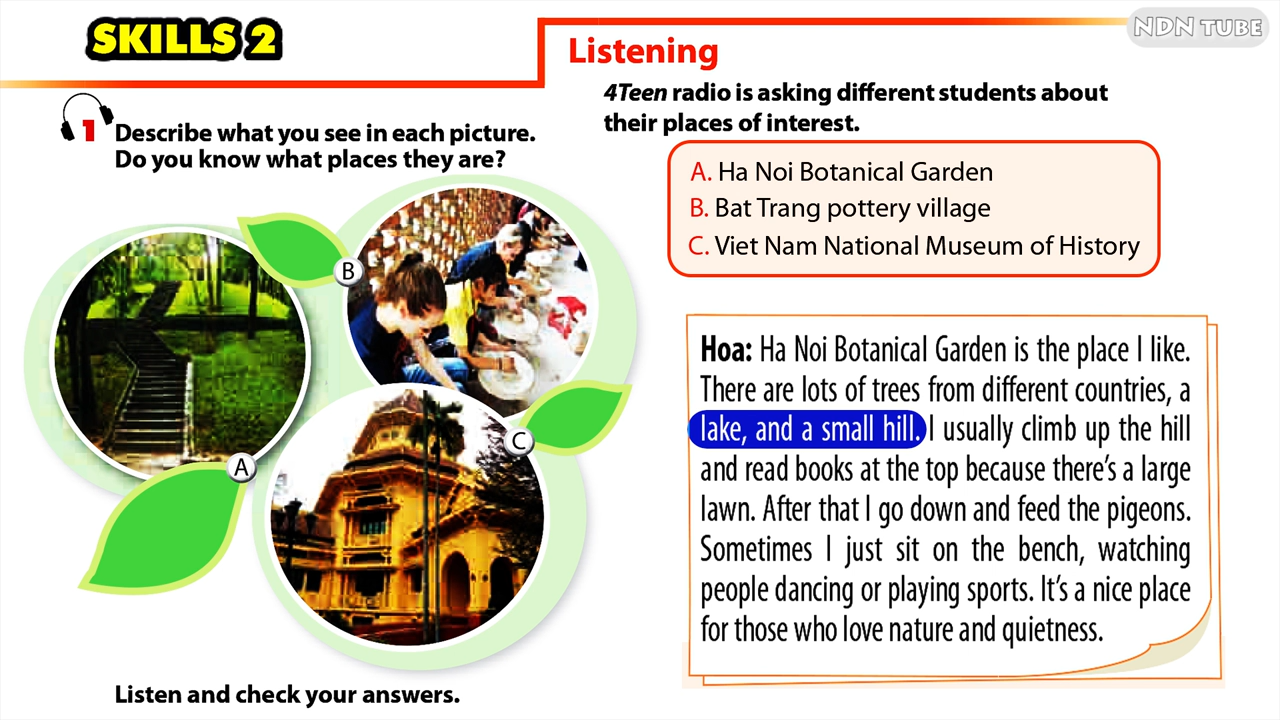 SKILLS 2
NDN TUBE
Listening
1 Describe what you see in each picture.
Do you know what places they are?
4Teen radio is asking different students about
their places of interest.
A. Ha Noi Botanical Garden
B. Bat Trang pottery village
C. Viet Nam National Museum of History
A
B
C
Hoa: Ha Noi Botanical Garden is the place I like.
There are lots of trees from different countries, a
lake, and a small hill. I usually climb up the hill
and read books at the top because there's a large
lawn. After that I go down and feed the pigeons.
Sometimes I just sit on the bench, watching
people dancing or playing sports. It's a nice place
for those who love nature and quietness.
Listen and check your answers.